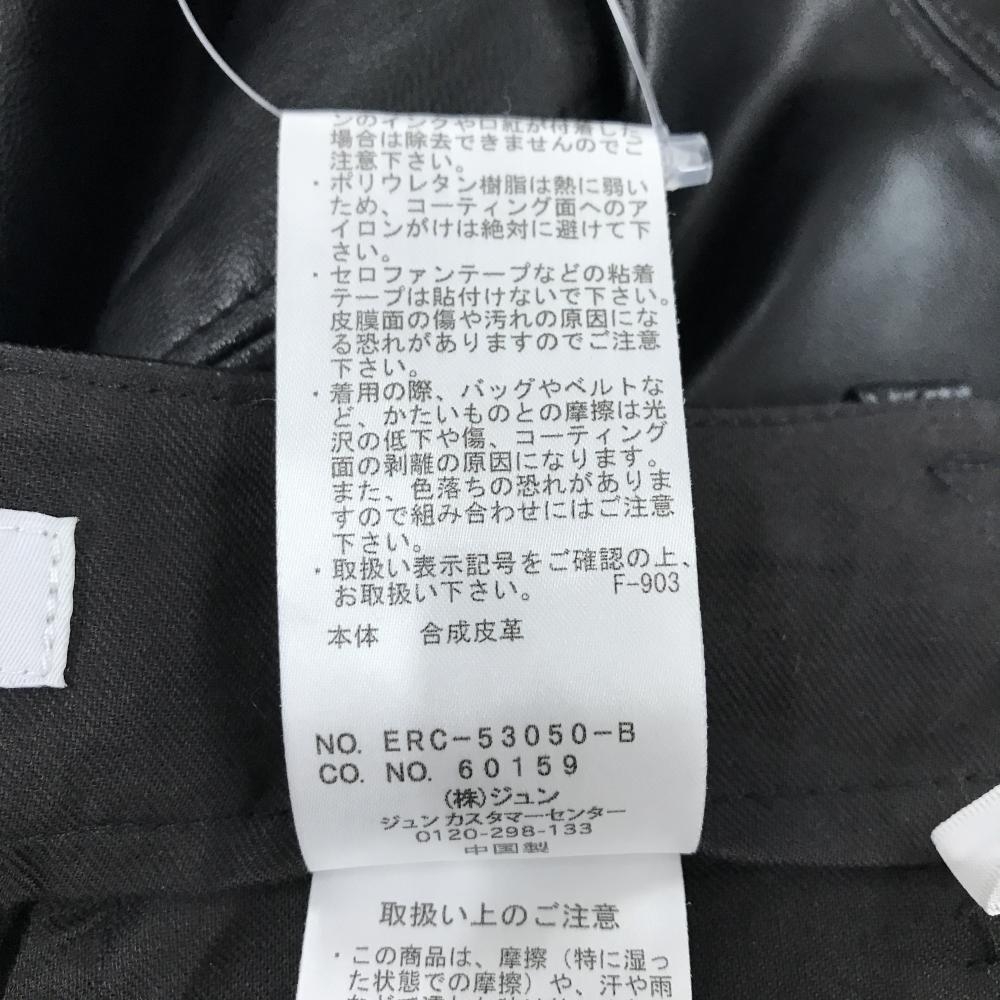 ンのインクや口紅が付着した
場合は除去できませんのでご
注意下さい。
・ポリウレタン樹脂は熱に弱い
ため、コーティング面へのア
イロンがけは絶対に避けて下
さい。
・セロファンテープなどの粘着
テープは貼付けないで下さい。
皮膜面の傷や汚れの原因にな
る恐れがありますのでご注意
下さい。
・着用の際、バッグやベルトな
ど、かたいものとの摩擦は光
沢の低下や傷、コーティング
面の剥離の原因になります。
また、色落ちの恐れがありま
すので組み合わせにはご注意
下さい。
・取扱い表示記号をご確認の上、
お取扱い下さい。 F-903
本体 合成皮革
NO. ERC-53050-B
CO. NO. 60159
(株)ジュン
ジュン カスタマーセンター
0120-298-133
中国製
取扱い上のご注意
・この商品は、摩擦（特に湿っ
た状態での摩擦）や、汗や雨